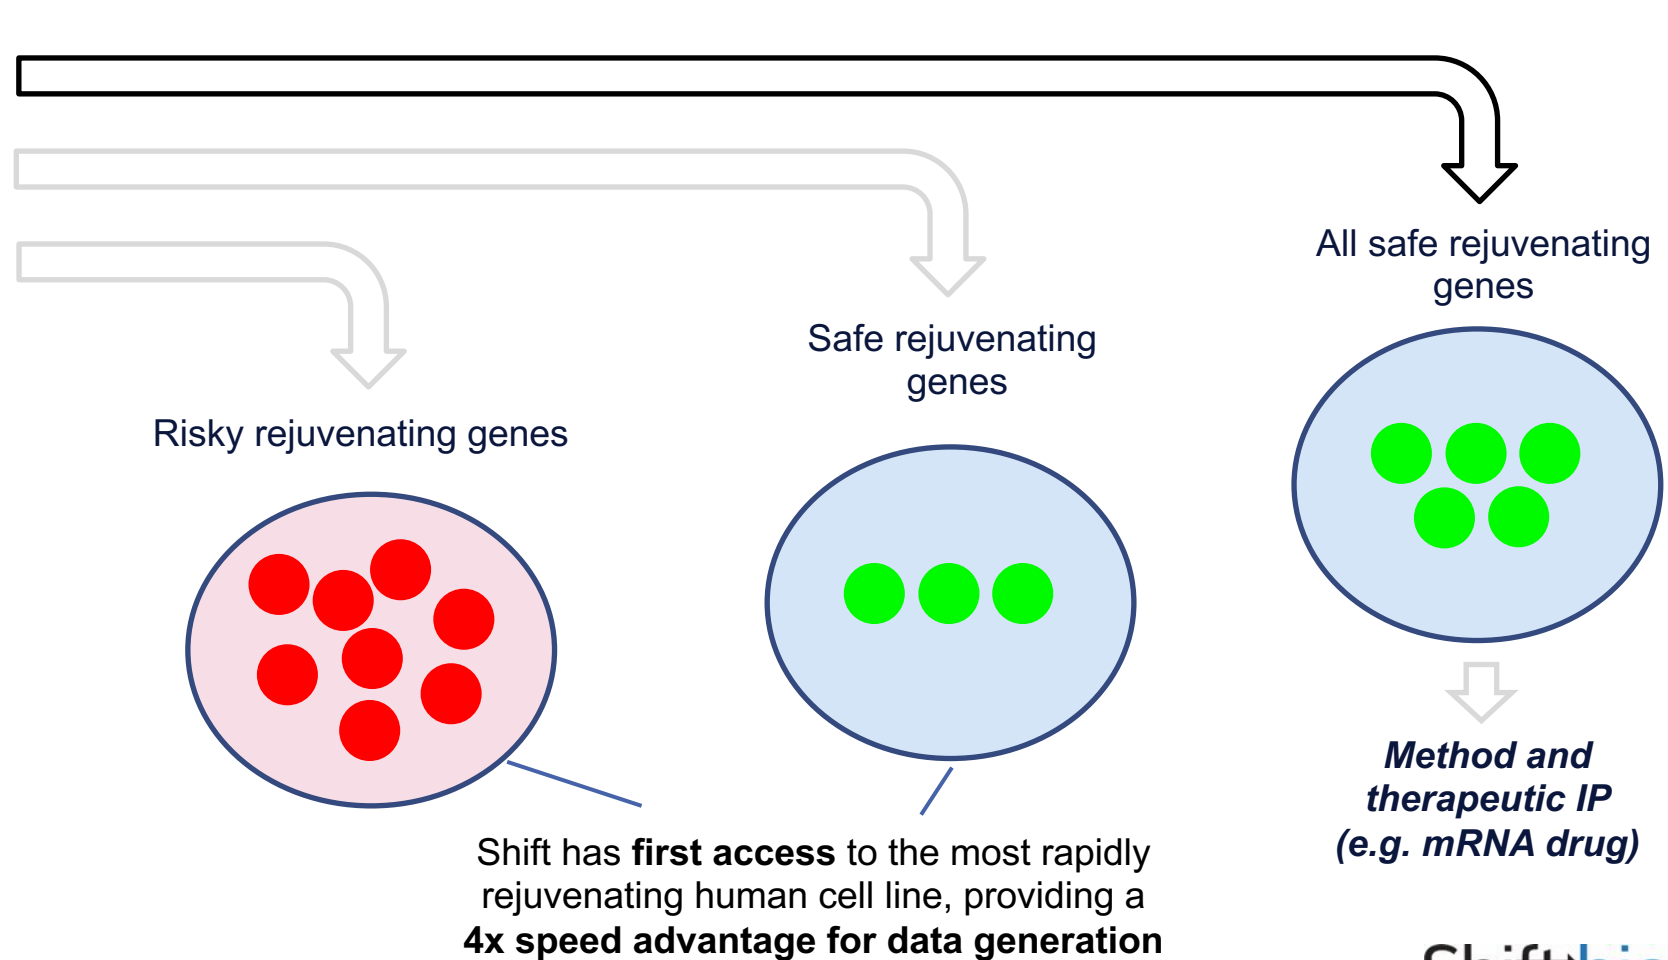 All safe rejuvenating
genes
Safe rejuvenating
genes
Risky rejuvenating genes
Method and
therapeutic IP
(e.g. mRNA drug)
Shift has first access to the most rapidly
rejuvenating human cell line, providing a
4x speed advantage for data generation